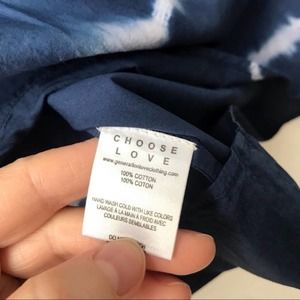 CHOOSE
LOVE
www.generationloveclothing.com
100% COTTON
100% COTON
HAND WASH COLD WITH LIKE COLORS
LAVAGE À LA MAIN À FROID AVEC
COULEURS SEMBLABLES